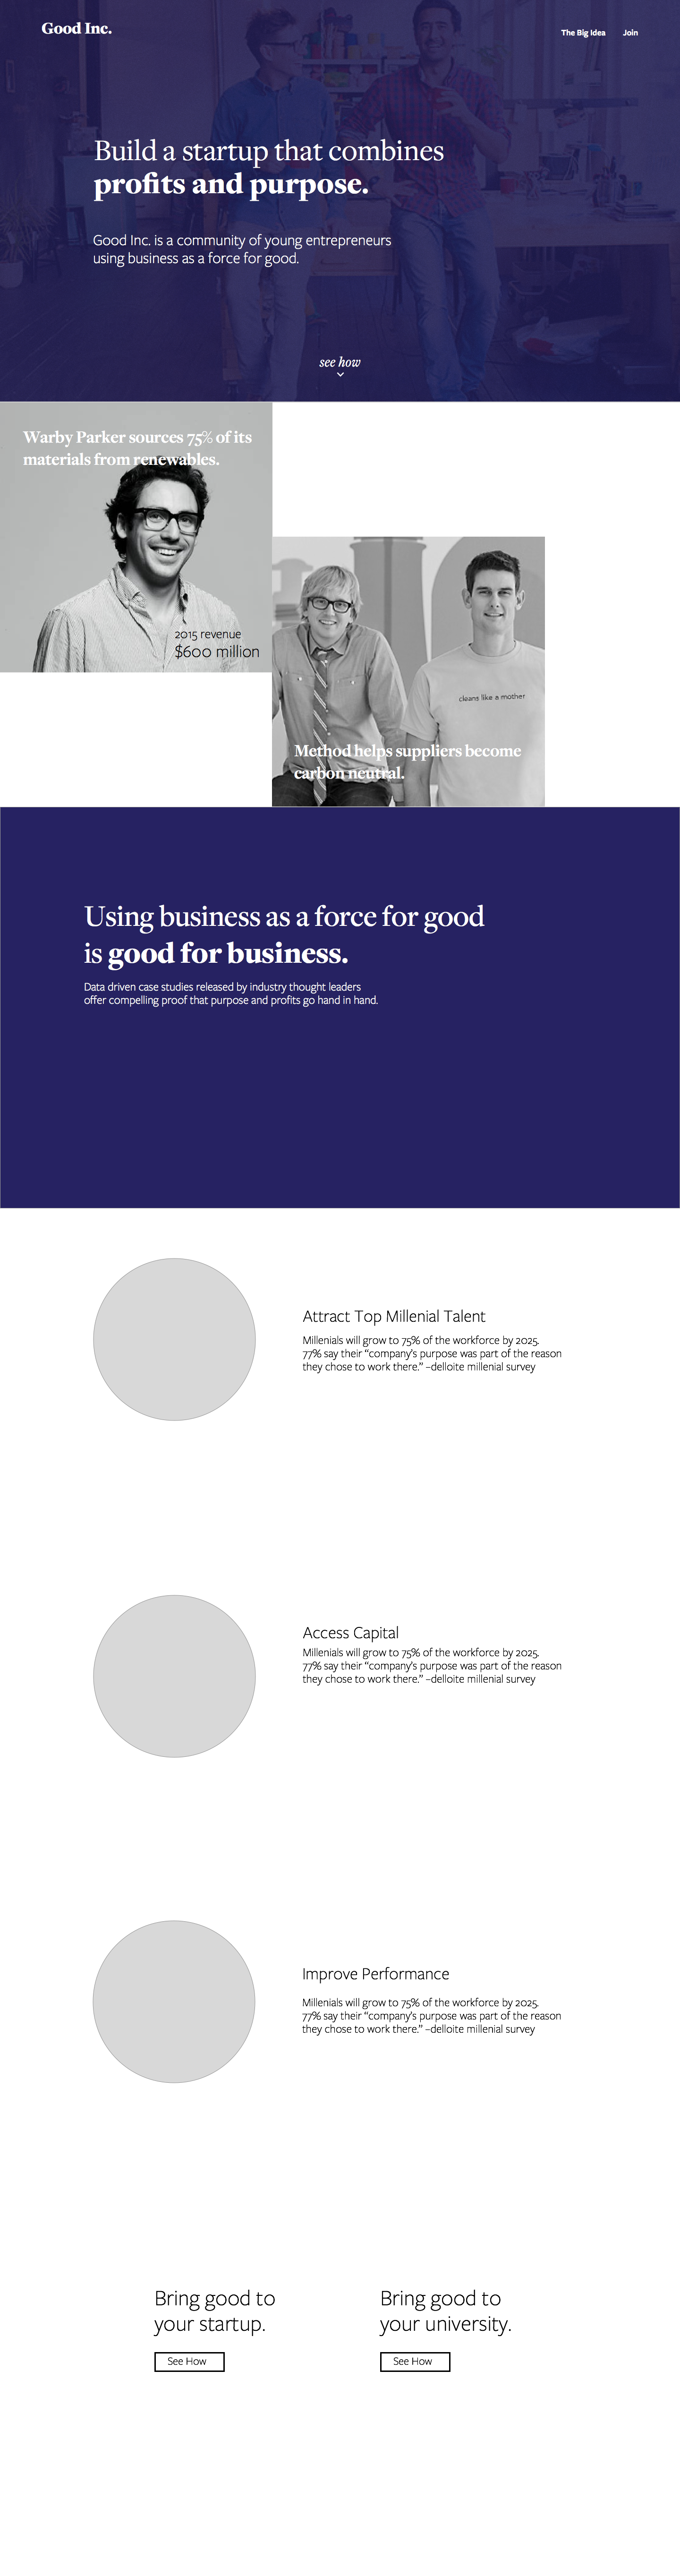 Good Inc.
The Big Idea
Join
Build a startup that combines
profits and purpose.
Good Inc. is a community of young entrepreneurs
using business as a force for good.
see how
Warby Parker sources 75% of its
materials from renewables.
2015 revenue
$600 million
cleans like a mother
Method helps suppliers become
carbon neutral.
Using business as a force for good
is good for business.
Data driven case studies released by industry thought leaders
offer compelling proof that purpose and profits go hand in hand.
Attract Top Millenial Talent
Millenials will grow to 75% of the workforce by 2025.
77% say their “company’s purpose was part of the reason
they chose to work there.” –delloite millenial survey
Access Capital
Millenials will grow to 75% of the workforce by 2025.
77% say their “company’s purpose was part of the reason
they chose to work there.” –delloite millenial survey
Improve Performance
Millenials will grow to 75% of the workforce by 2025.
77% say their “company’s purpose was part of the reason
they chose to work there.” –delloite millenial survey
Bring good to
your startup.
See How
Bring good to
your university.
See How